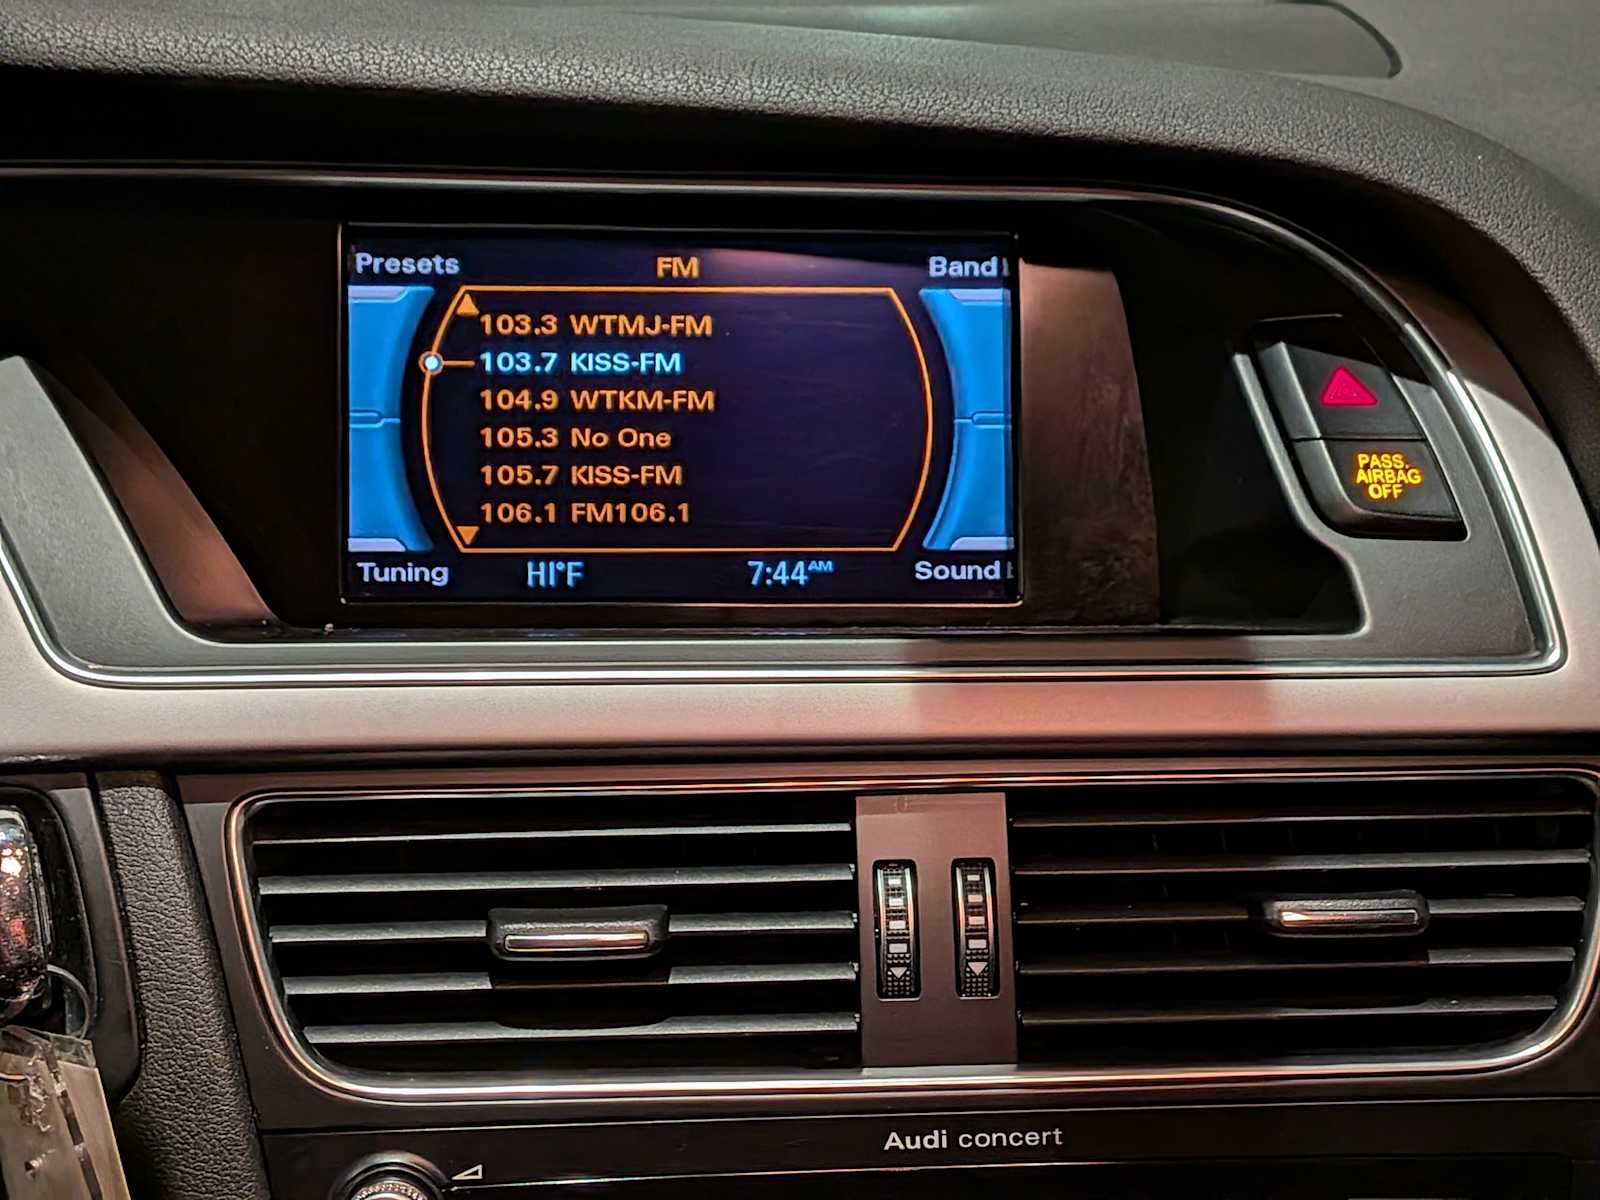 Presets FM Band
103.3 WTMJ-FM
103.7 KISS-FM
104.9 WTKM-FM
105.3 No One
105.7 KISS-FM
106.1 FM106.1
Tuning HI°F 7:44AM Sound
PASS.
AIRBAG
OFF
Audi concert